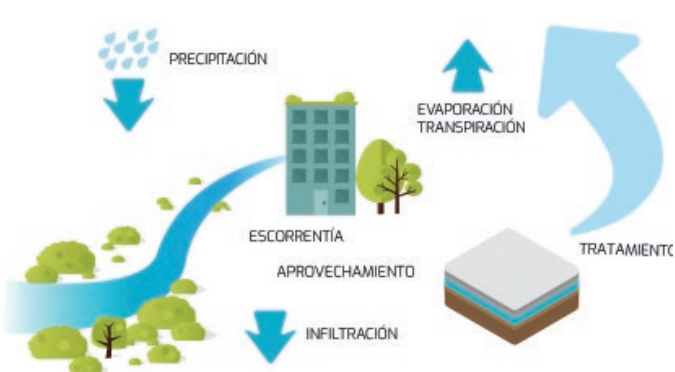 PRECIPITACIÓN
EVAPORACIÓN
TRANSPIRACIÓN
ESCORRENTÍA
TRATAMIENTO
APROVECHAMIENTO
INFILTRACIÓN